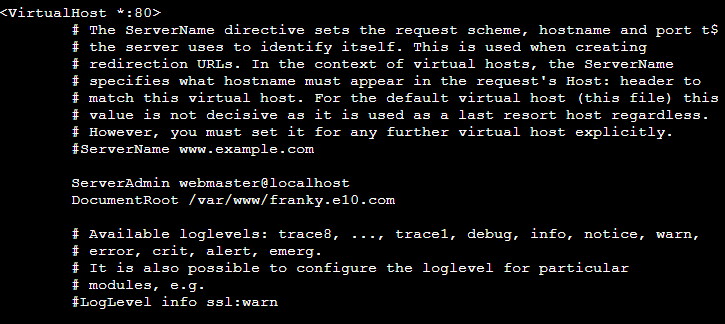 <VirtualHost *:80>
# The ServerName directive sets the request scheme, hostname and port t$
# the server uses to identify itself. This is used when creating
# redirection URLs. In the context of virtual hosts, the ServerName
# specifies what hostname must appear in the request's Host: header to
# match this virtual host. For the default virtual host (this file) this
# value is not decisive as it is used as a last resort host regardless.
# However, you must set it for any further virtual host explicitly.
#ServerName www.example.com
ServerAdmin webmaster@localhost
DocumentRoot /var/www/franky.e10.com
# Available loglevels: trace8, ..., trace1, debug, info, notice, warn,
# error, crit, alert, emerg.
# It is also possible to configure the loglevel for particular
# modules, e.g.
#LogLevel info ssl:warn